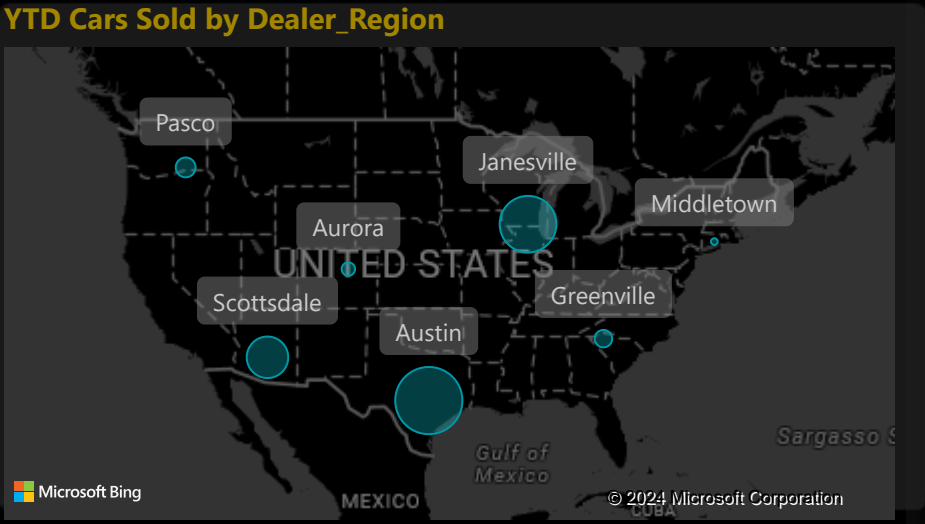 YTD Cars Sold by Dealer_Region
Pasco
Janesville
Middletown
Aurora
UNITED STATES
Scottsdale
Greenville
Austin
Sargasso S
Gulf of
Mexico
Microsoft Bing
MEXICO
© 2024 Microsoft Corporation
CUBA